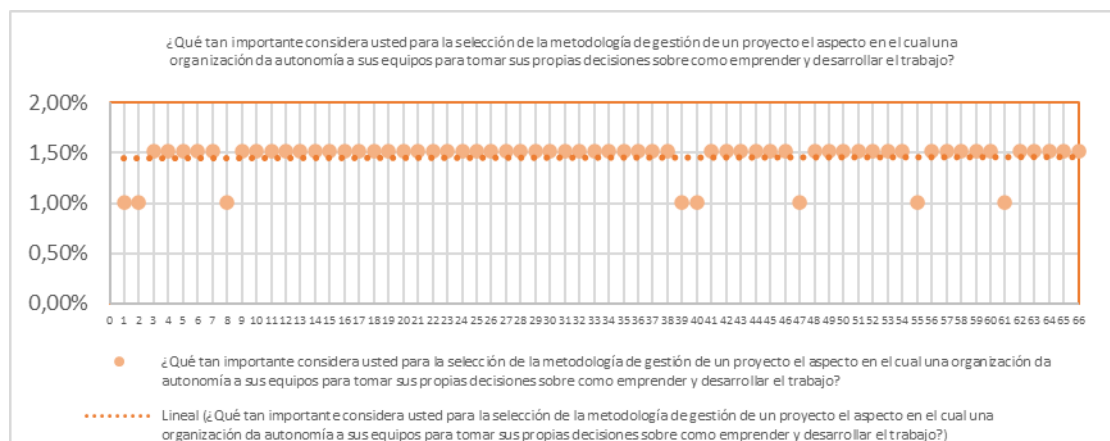 ¿Qué tan importante considera usted para la selección de la metodología de gestión de un proyecto el aspecto en el cual una
organización da autonomía a sus equipos para tomar sus propias decisiones sobre como emprender y desarrollar el trabajo?
2,00%
1,50%
1,00%
0,50%
0,00%
0 1 2 3 4 5 6 7 8 9 10 11 12 13 14 15 16 17 18 19 20 21 22 23 24 25 26 27 28 29 30 31 32 33 34 35 36 37 38 39 40 41 42 43 44 45 46 47 48 49 50 51 52 53 54 55 56 57 58 59 60 61 62 63 64 65 66
¿Qué tan importante considera usted para la selección de la metodología de gestión de un proyecto el aspecto en el cual una organización da
autonomía a sus equipos para tomar sus propias decisiones sobre como emprender y desarrollar el trabajo?
Lineal (¿Qué tan importante considera usted para la selección de la metodología de gestión de un proyecto el aspecto en el cual una
organización da autonomía a sus equipos para tomar sus propias decisiones sobre como emprender y desarrollar el trabajo?)